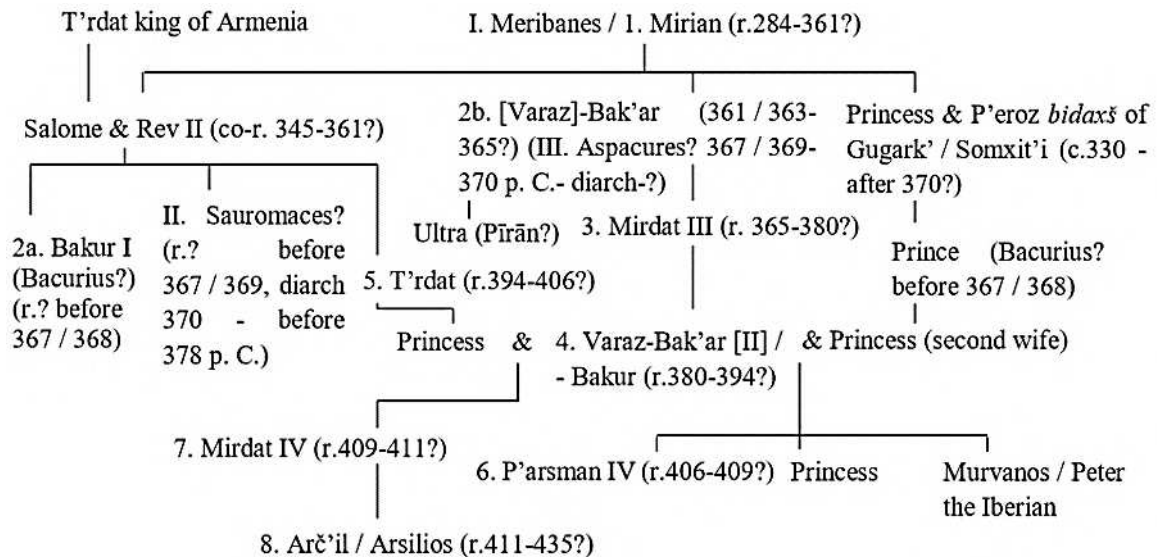 T'rdat king of Armenia
I. Meribanes / 1. Mirian (r.284-361?)
Salome & Rev II (co-r. 345-361?)
2b. [Varaz]-Bak'ar (361 / 363-
365?) (III. Aspacures? 367 / 369-
370 p. C.- diarch-?)
Princess & P'eroz bidaxš of
Gugark' / Somxit'i (c.330 -
after 370?)
2a. Bakur I
(Bacurius?)
(r.? before
367 / 368)
II. Sauromaces?
(r.? before
367 / 369, diarch
370 - before
378 p. C.)
Ultra (Pīrān?)
3. Mirdat III (r. 365-380?)
Prince (Bacurius?
before 367 / 368)
5. T'rdat (r.394-406?)
Princess & 4. Varaz-Bak'ar [II] / & Princess (second wife)
- Bakur (r.380-394?)
7. Mirdat IV (r.409-411?)
6. P'arsman IV (r.406-409?)
Princess
Murvanos / Peter
the Iberian
8. Arč'il / Arsilios (r.411-435?)